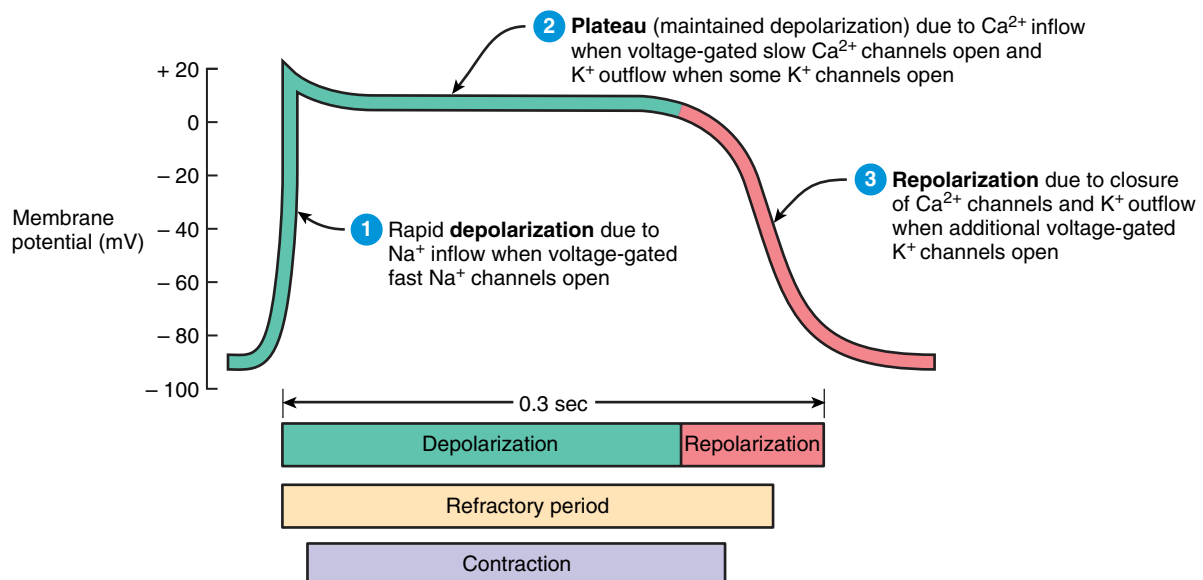 2 Plateau (maintained depolarization) due to Ca²⁺ inflow
when voltage-gated slow Ca²⁺ channels open and
K⁺ outflow when some K⁺ channels open
+ 20
0
– 20
– 40
– 60
– 80
– 100
Membrane
potential (mV)
1 Rapid depolarization due to
Na⁺ inflow when voltage-gated
fast Na⁺ channels open
3 Repolarization due to closure
of Ca²⁺ channels and K⁺ outflow
when additional voltage-gated
K⁺ channels open
0.3 sec
Depolarization
Repolarization
Refractory period
Contraction